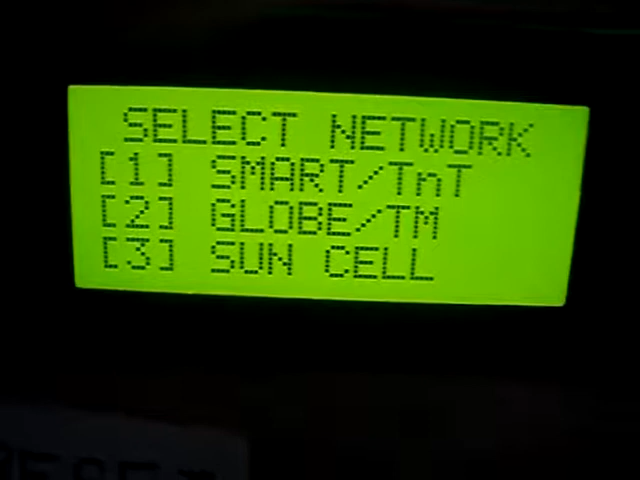 SELECT NETWORK
[1] SMART/TnT
[2] GLOBE/TM
[3] SUN CELL